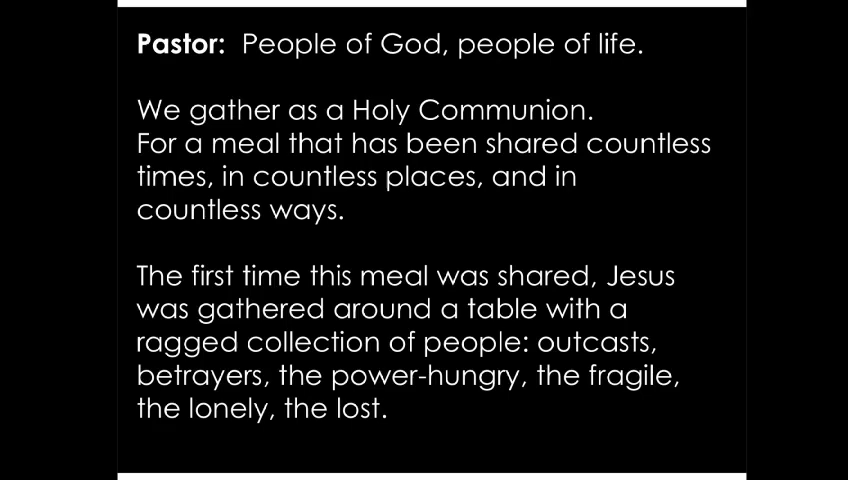 Pastor: People of God, people of life.
We gather as a Holy Communion.
For a meal that has been shared countless
times, in countless places, and in
countless ways.
The first time this meal was shared, Jesus
was gathered around a table with a
ragged collection of people: outcasts,
betrayers, the power-hungry, the fragile,
the lonely, the lost.